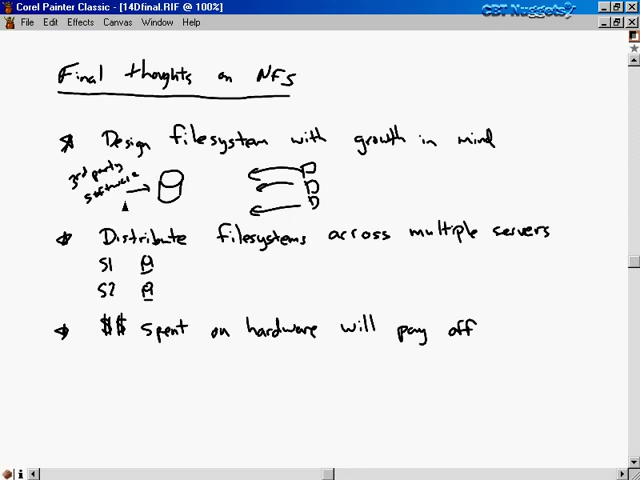 Corel Painter Classic - [14Dfinal.RIF @ 100%]
CBT Nuggets
File Edit Effects Canvas Window Help
Final thoughts on NFS
Design filesystem with growth in mind
3rd party
software
Distribute filesystems across multiple servers
S1
S2
$$ spent on hardware will pay off